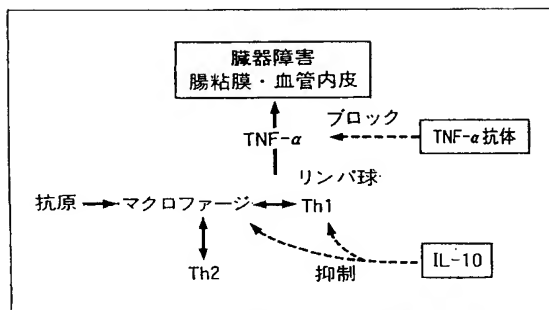 臓器障害
腸粘膜・血管内皮
ブロック
TNF-α
TNF-α抗体
リンパ球
抗原
マクロファージ
Th1
Th2
抑制
IL-10